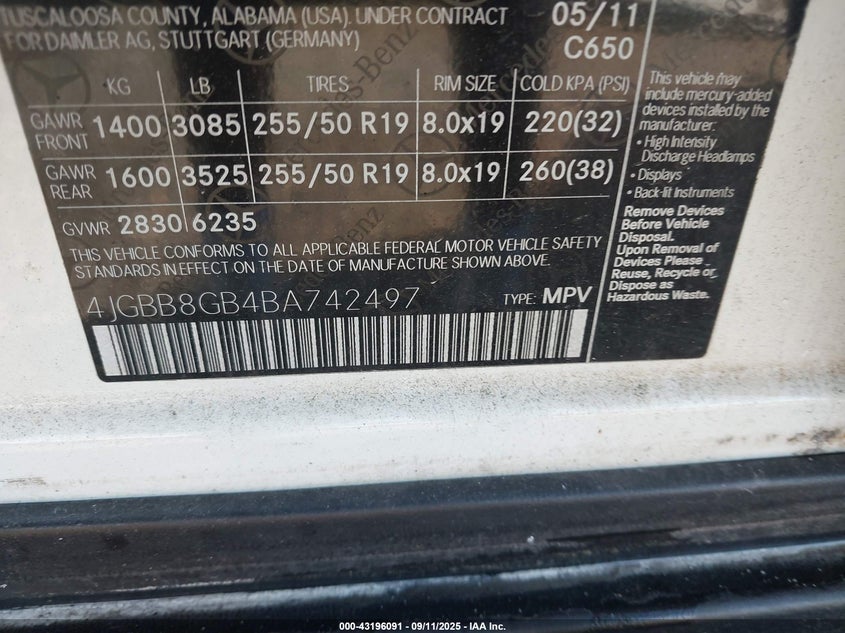 TUSCALOOSA COUNTY, ALABAMA (USA). UNDER CONTRACT 05/11
FOR DAIMLER AG, STUTTGART (GERMANY) C650
KG LB TIRES RIM SIZE COLD KPA (PSI)
GAWR FRONT 1400 3085 255/50 R19 8.0x19 220(32)
GAWR REAR 1600 3525 255/50 R19 8.0x19 260(38)
GVWR 2830 6235
THIS VEHICLE CONFORMS TO ALL APPLICABLE FEDERAL MOTOR VEHICLE SAFETY
STANDARDS IN EFFECT ON THE DATE OF MANUFACTURE SHOWN ABOVE.
4JGBB8GB4BA742497 TYPE: MPV
This vehicle may
include mercury-added
devices installed by the
manufacturer:
• High Intensity
Discharge Headlamps
• Displays
• Back-lit Instruments
Remove Devices
Before Vehicle
Disposal.
Upon Removal of
Devices Please
Reuse, Recycle or
Dispose as
Hazardous Waste.
Mercedes-Benz
000-43196091 - 09/11/2025 - IAA Inc.